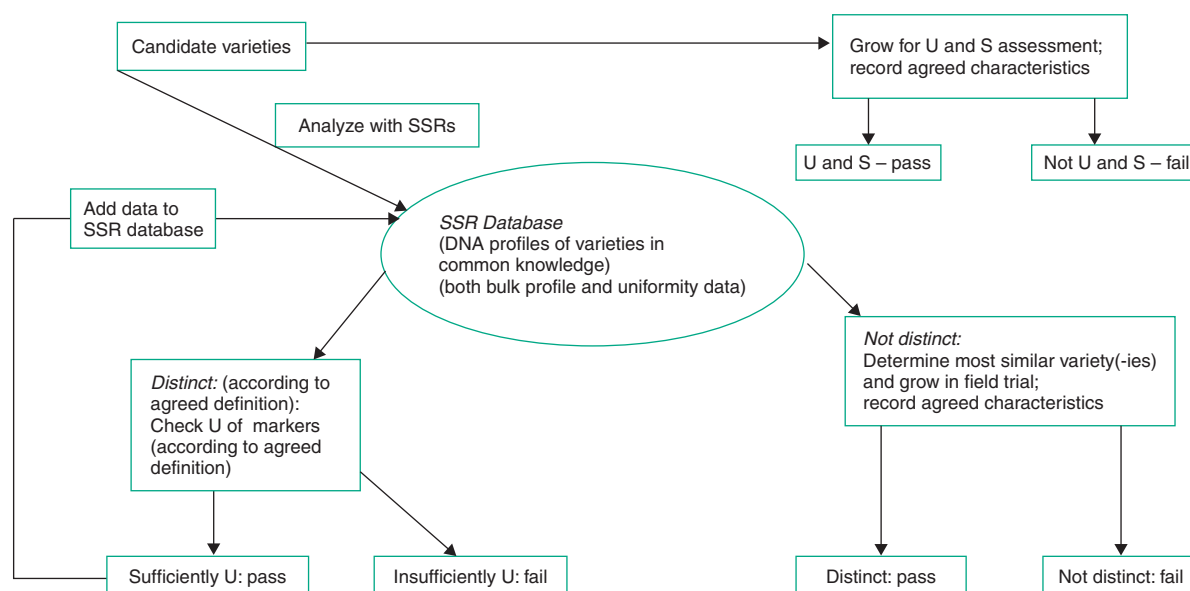 Candidate varieties
Grow for U and S assessment;
record agreed characteristics
Analyze with SSRs
U and S – pass
Not U and S – fail
Add data to
SSR database
SSR Database
(DNA profiles of varieties in
common knowledge)
(both bulk profile and uniformity data)
Not distinct:
Determine most similar variety(-ies)
and grow in field trial;
record agreed characteristics
Distinct: (according to
agreed definition):
Check U of markers
(according to agreed
definition)
Sufficiently U: pass
Insufficiently U: fail
Distinct: pass
Not distinct: fail